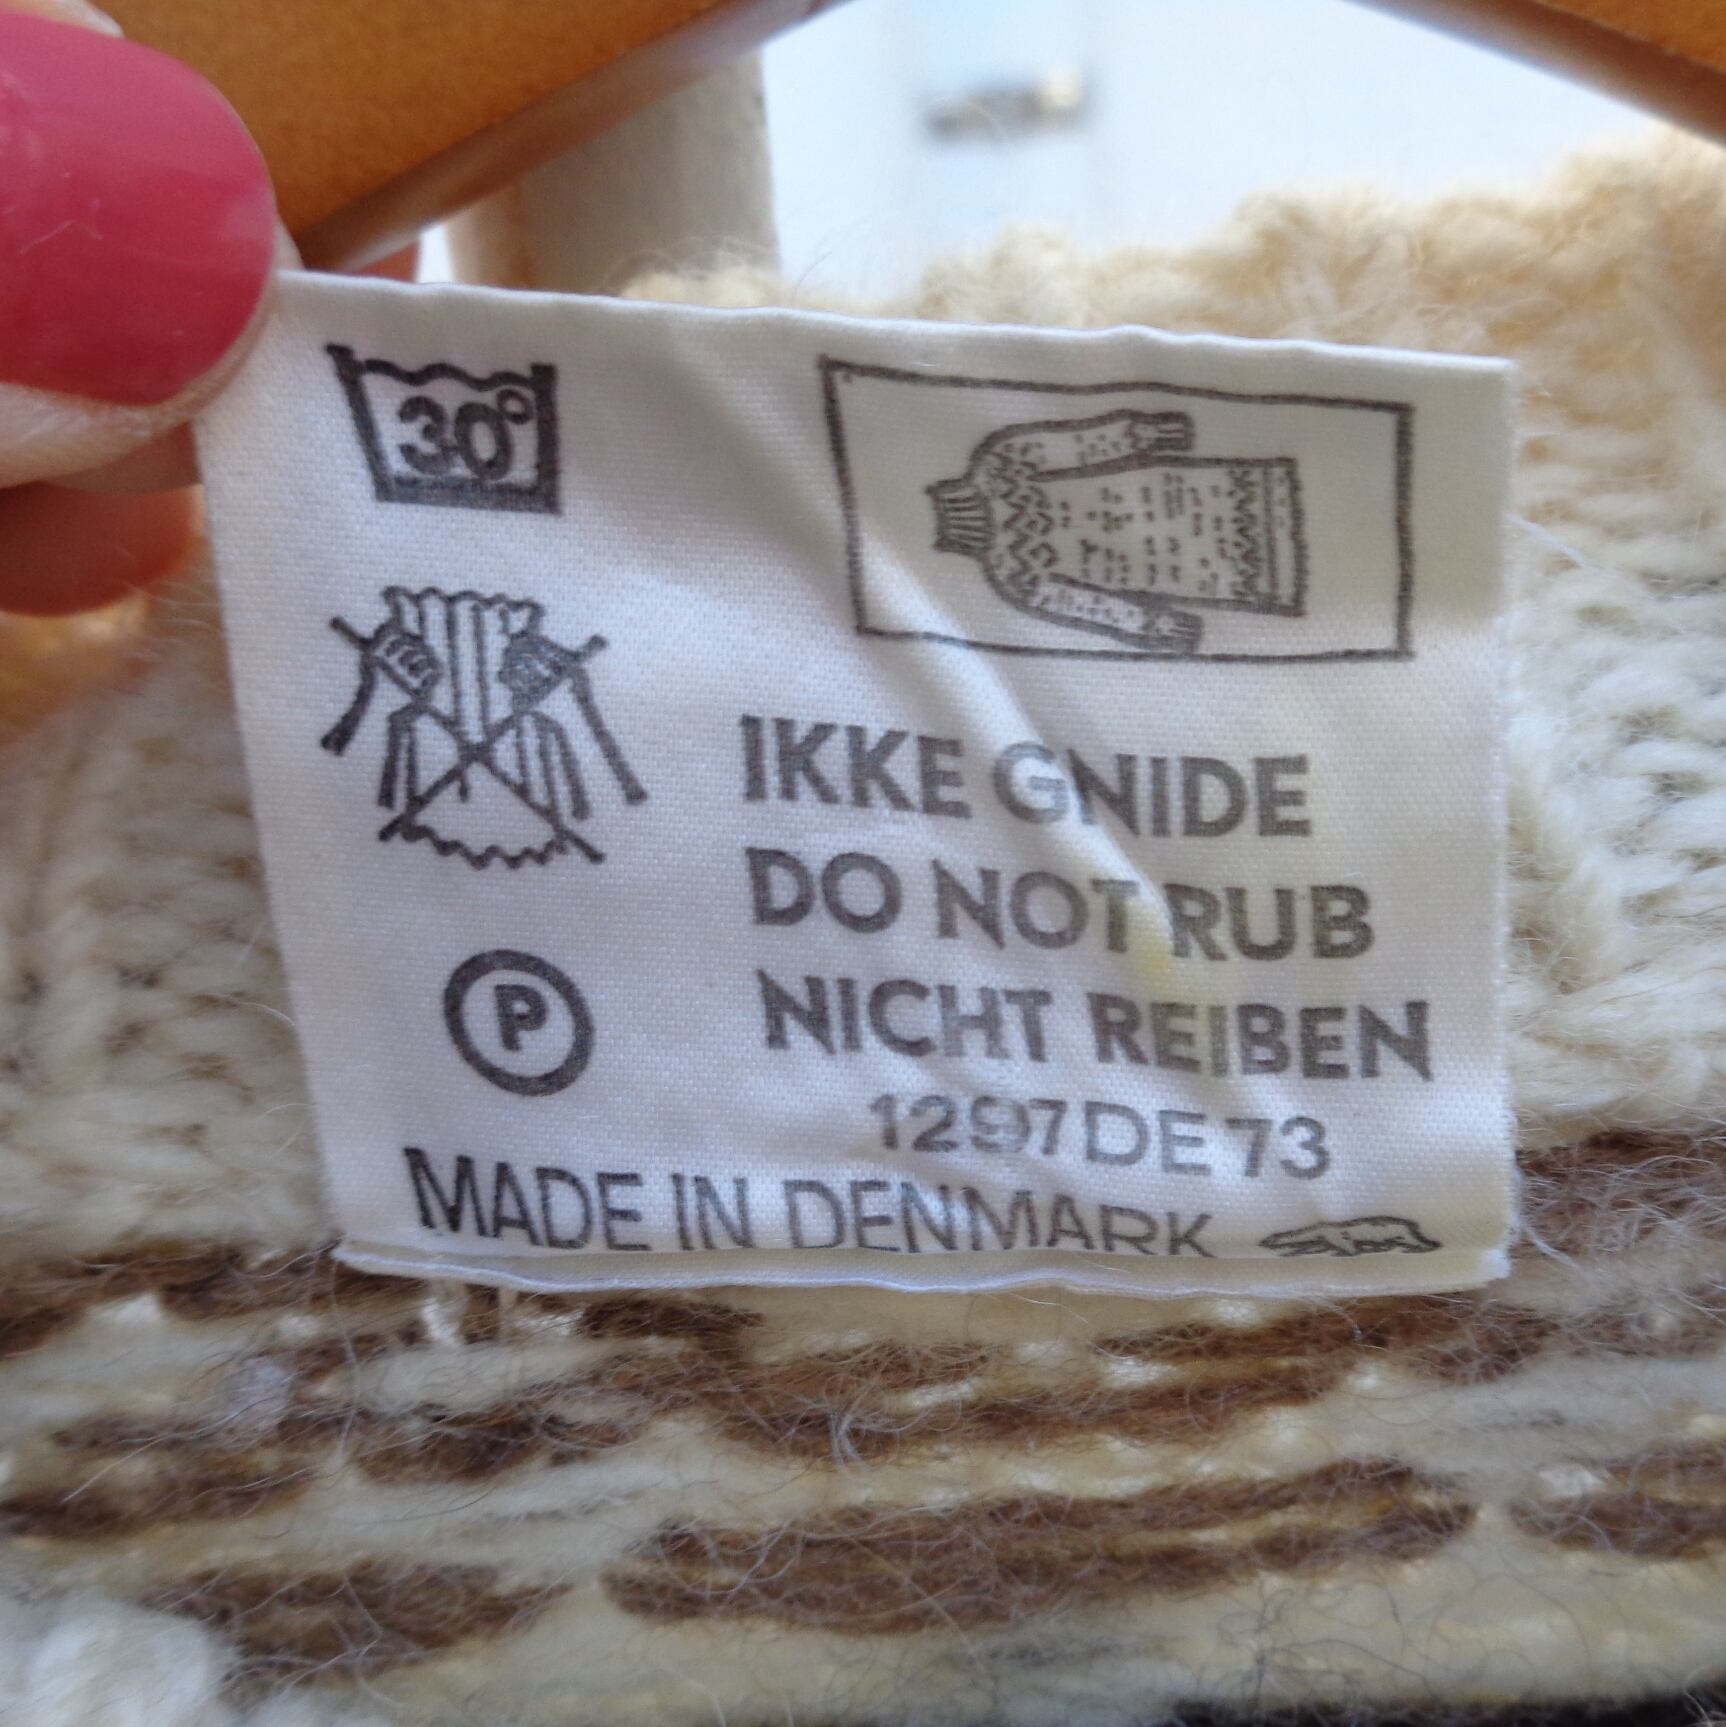 30°
IKKE GNIDE
DO NOT RUB
NICHT REIBEN
P
1297 DE 73
MADE IN DENMARK